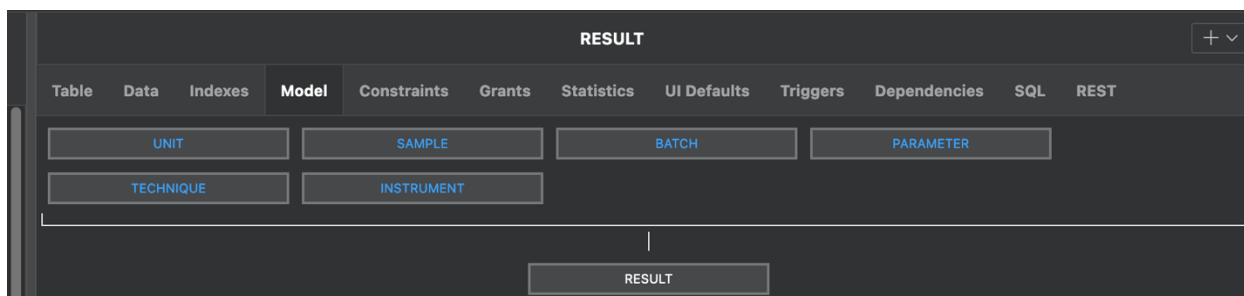 RESULT
Table Data Indexes Model Constraints Grants Statistics UI Defaults Triggers Dependencies SQL REST
UNIT SAMPLE BATCH PARAMETER
TECHNIQUE INSTRUMENT
RESULT